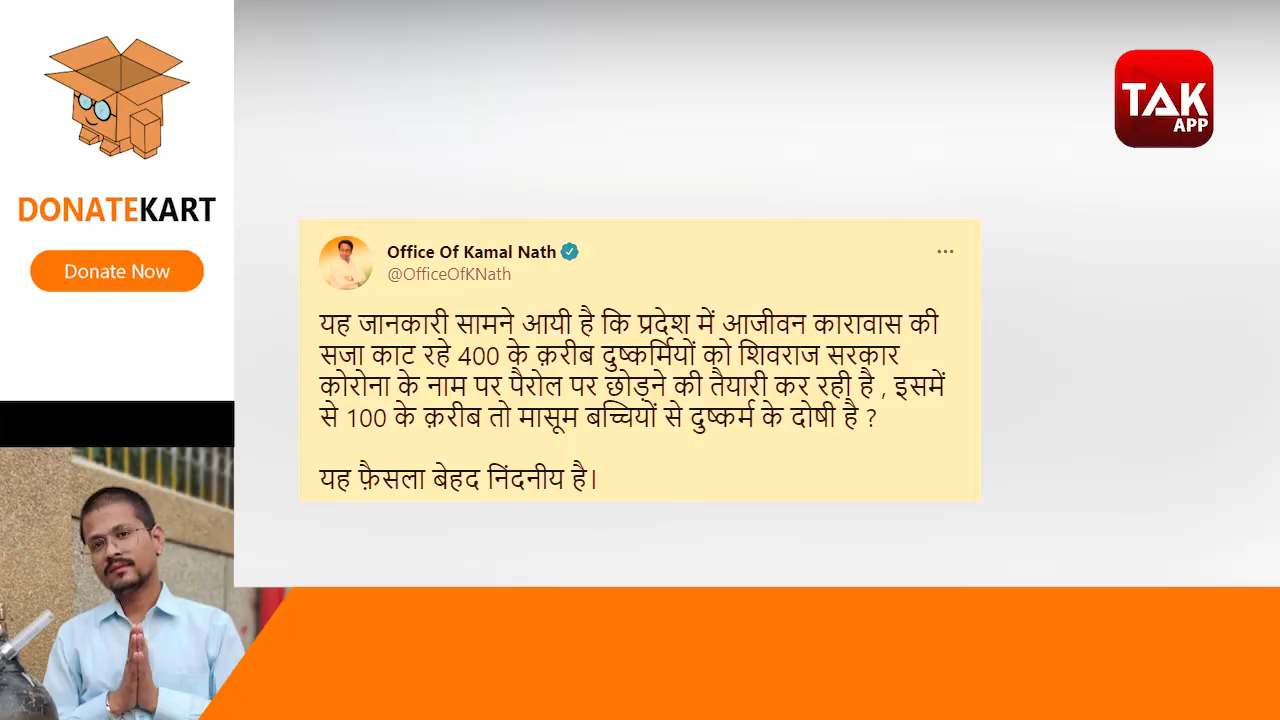 DONATEKART
Donate Now
TAK
APP
Office Of Kamal Nath
@OfficeOfKNath
यह जानकारी सामने आयी है कि प्रदेश में आजीवन कारावास की
सजा काट रहे 400 के क़रीब दुष्कर्मियों को शिवराज सरकार
कोरोना के नाम पर पैरोल पर छोड़ने की तैयारी कर रही है , इसमें
से 100 के क़रीब तो मासूम बच्चियों से दुष्कर्म के दोषी है ?
यह फ़ैसला बेहद निंदनीय है।